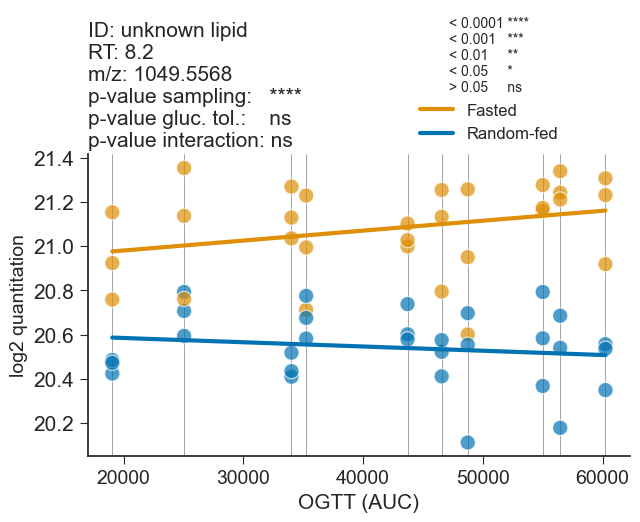 ID: unknown lipid
RT: 8.2
m/z: 1049.5568
p-value sampling: ****
p-value gluc. tol.: ns
p-value interaction: ns
< 0.0001 ****
< 0.001 ***
< 0.01 **
< 0.05 *
> 0.05 ns
Fasted
Random-fed
21.4
21.2
21.0
20.8
20.6
20.4
20.2
log2 quantitation
20000 30000 40000 50000 60000
OGTT (AUC)